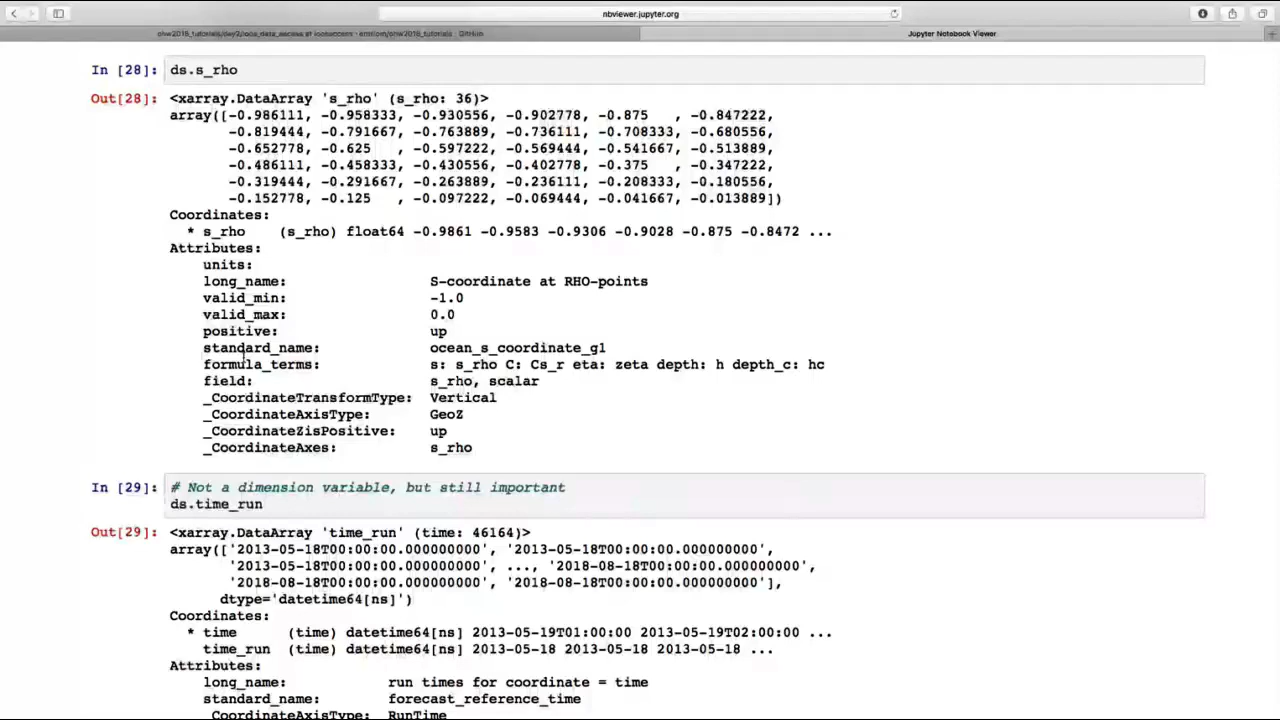 nbviewer.jupyter.org
Jupyter Notebook Viewer
In [28]: ds.s_rho
Out[28]: <xarray.DataArray 's_rho' (s_rho: 36)>
array([-0.986111, -0.958333, -0.930556, -0.902778, -0.875   , -0.847222,
-0.819444, -0.791667, -0.763889, -0.736111, -0.708333, -0.680556,
-0.652778, -0.625   , -0.597222, -0.569444, -0.541667, -0.513889,
-0.486111, -0.458333, -0.430556, -0.402778, -0.375   , -0.347222,
-0.319444, -0.291667, -0.263889, -0.236111, -0.208333, -0.180556,
-0.152778, -0.125   , -0.097222, -0.069444, -0.041667, -0.013889])
Coordinates:
* s_rho    (s_rho) float64 -0.9861 -0.9583 -0.9306 -0.9028 -0.875 -0.8472 ...
Attributes:
units:
long_name: S-coordinate at RHO-points
valid_min: -1.0
valid_max: 0.0
positive: up
standard_name: ocean_s_coordinate_g1
formula_terms: s: s_rho C: Cs_r eta: zeta depth: h depth_c: hc
field: s_rho, scalar
_CoordinateTransformType: Vertical
_CoordinateAxisType: GeoZ
_CoordinateZisPositive: up
_CoordinateAxes: s_rho
In [29]: # Not a dimension variable, but still important
ds.time_run
Out[29]: <xarray.DataArray 'time_run' (time: 46164)>
array(['2013-05-18T00:00:00.000000000', '2013-05-18T00:00:00.000000000',
'2013-05-18T00:00:00.000000000', ..., '2018-08-18T00:00:00.000000000',
'2018-08-18T00:00:00.000000000', '2018-08-18T00:00:00.000000000'],
dtype='datetime64[ns]')
Coordinates:
* time      (time) datetime64[ns] 2013-05-19T01:00:00 2013-05-19T02:00:00 ...
time_run  (time) datetime64[ns] 2013-05-18 2013-05-18 2013-05-18 ...
Attributes:
long_name: run times for coordinate = time
standard_name: forecast_reference_time
_CoordinateAxisType: RunTime